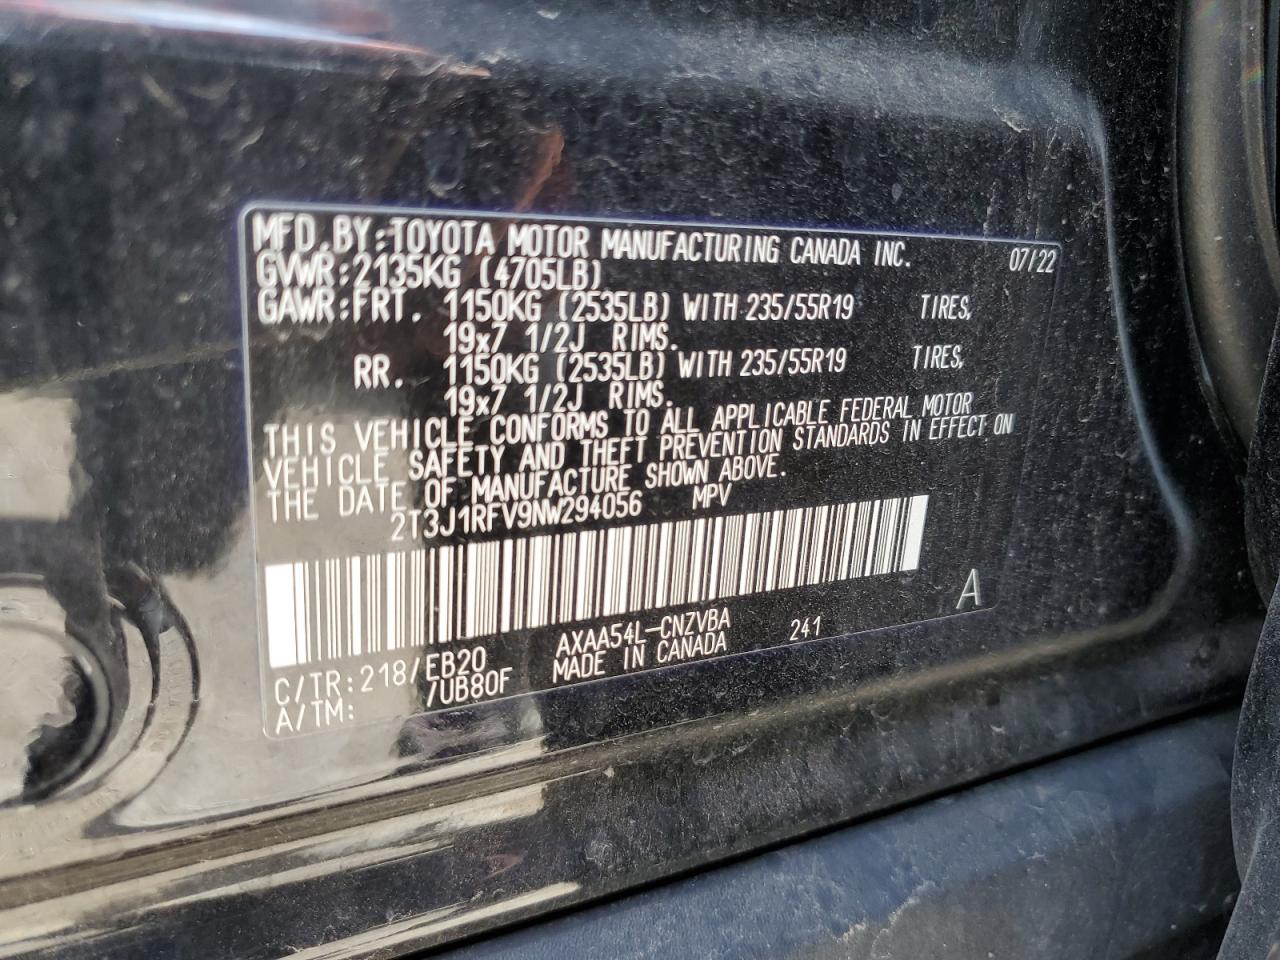 MFD.BY:TOYOTA MOTOR MANUFACTURING CANADA INC. 07/22
GVWR:2135KG (4705LB)
GAWR:FRT. 1150KG (2535LB) WITH 235/55R19 TIRES,
19x7 1/2J RIMS.
RR. 1150KG (2535LB) WITH 235/55R19 TIRES,
19x7 1/2J RIMS.
THIS VEHICLE CONFORMS TO ALL APPLICABLE FEDERAL MOTOR
VEHICLE SAFETY AND THEFT PREVENTION STANDARDS IN EFFECT ON
THE DATE OF MANUFACTURE SHOWN ABOVE.
2T3J1RFV9NW294056 MPV
A
C/TR:218/EB20 AXAA54L-CNZVBA 241
A/TM: /UB80F MADE IN CANADA